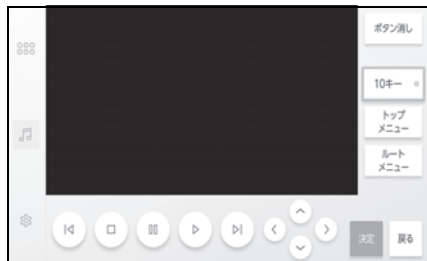 ボタン消し
10キー
トップ
メニュー
ルート
メニュー
決定
戻る